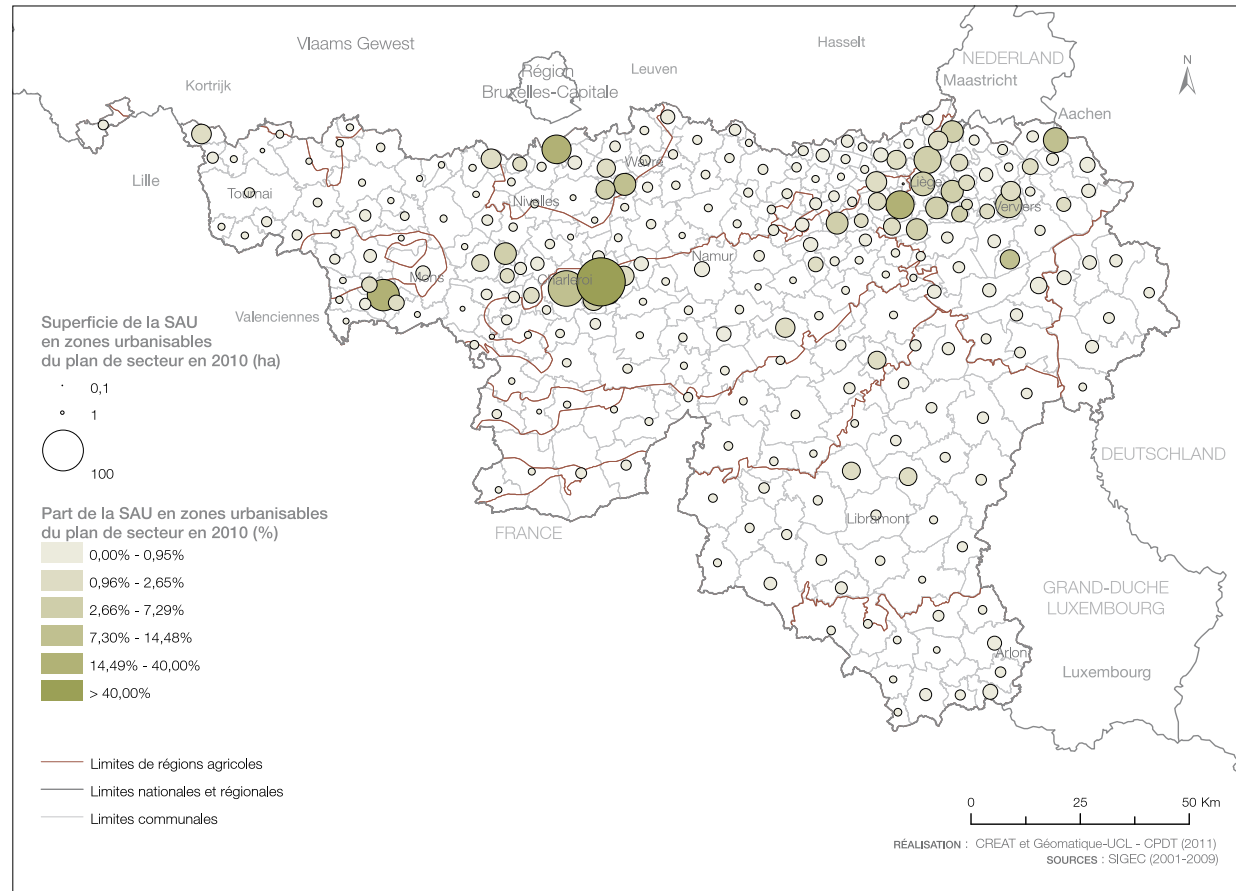 Vlaams Gewest
Hasselt
NEDERLAND
Maastricht
N
Kortrijk
Région
Bruxelles-Capitale
Leuven
Aachen
Lille
Tournai
Wavre
Liège
Nivelles
Verviers
Mons
Charleroi
Namur
Valenciennes
Superficie de la SAU
en zones urbanisables
du plan de secteur en 2010 (ha)
0,1
1
100
DEUTSCHLAND
Part de la SAU en zones urbanisables
du plan de secteur en 2010 (%)
0,00% - 0,95%
0,96% - 2,65%
2,66% - 7,29%
7,30% - 14,48%
14,49% - 40,00%
> 40,00%
FRANCE
Libramont
GRAND-DUCHE
LUXEMBOURG
Arlon
Luxembourg
Limites de régions agricoles
Limites nationales et régionales
Limites communales
0 25 50 Km
RÉALISATION : CREAT et Géomatique-UCL - CPDT (2011)
SOURCES : SIGEC (2001-2009)